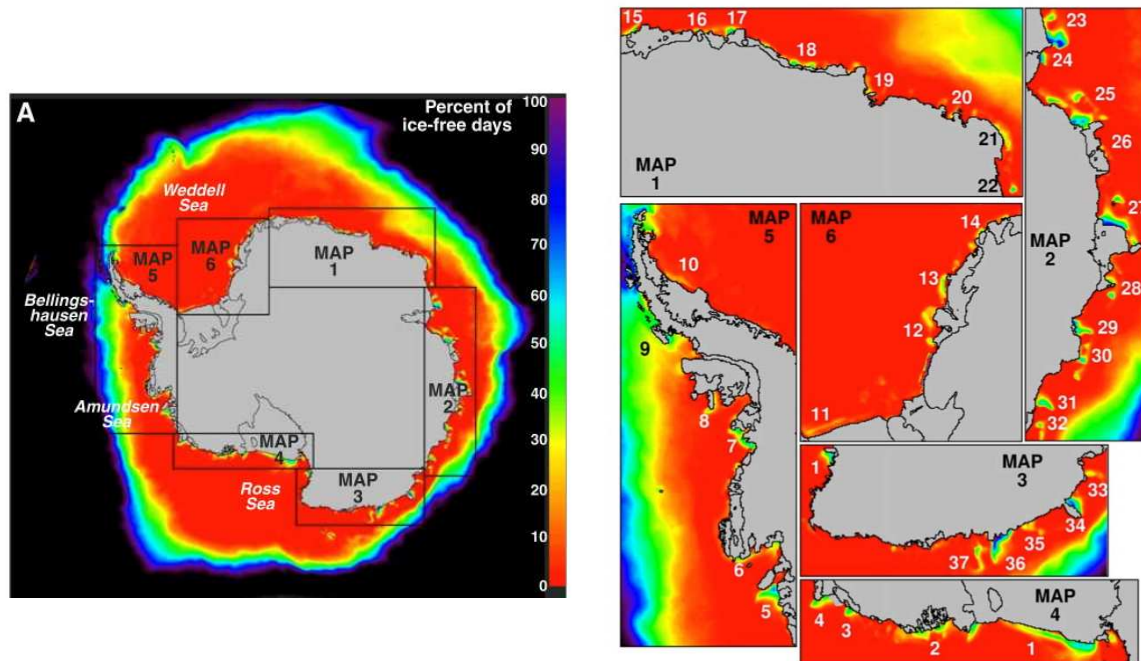 A
Percent of
ice-free days
100
90
80
70
60
50
40
30
20
10
0
Weddell
Sea
MAP
5
MAP
6
MAP
1
Bellings-
hausen
Sea
Amundsen
Sea
MAP
2
MAP
4
Ross
Sea
MAP
3
15
16
17
18
19
20
21
22
MAP
1
23
24
25
26
27
MAP
2
28
29
30
31
32
MAP
5
10
9
8
7
6
5
MAP
6
14
13
12
11
1
MAP
3
33
34
35
36
37
MAP
4
4
3
2
1